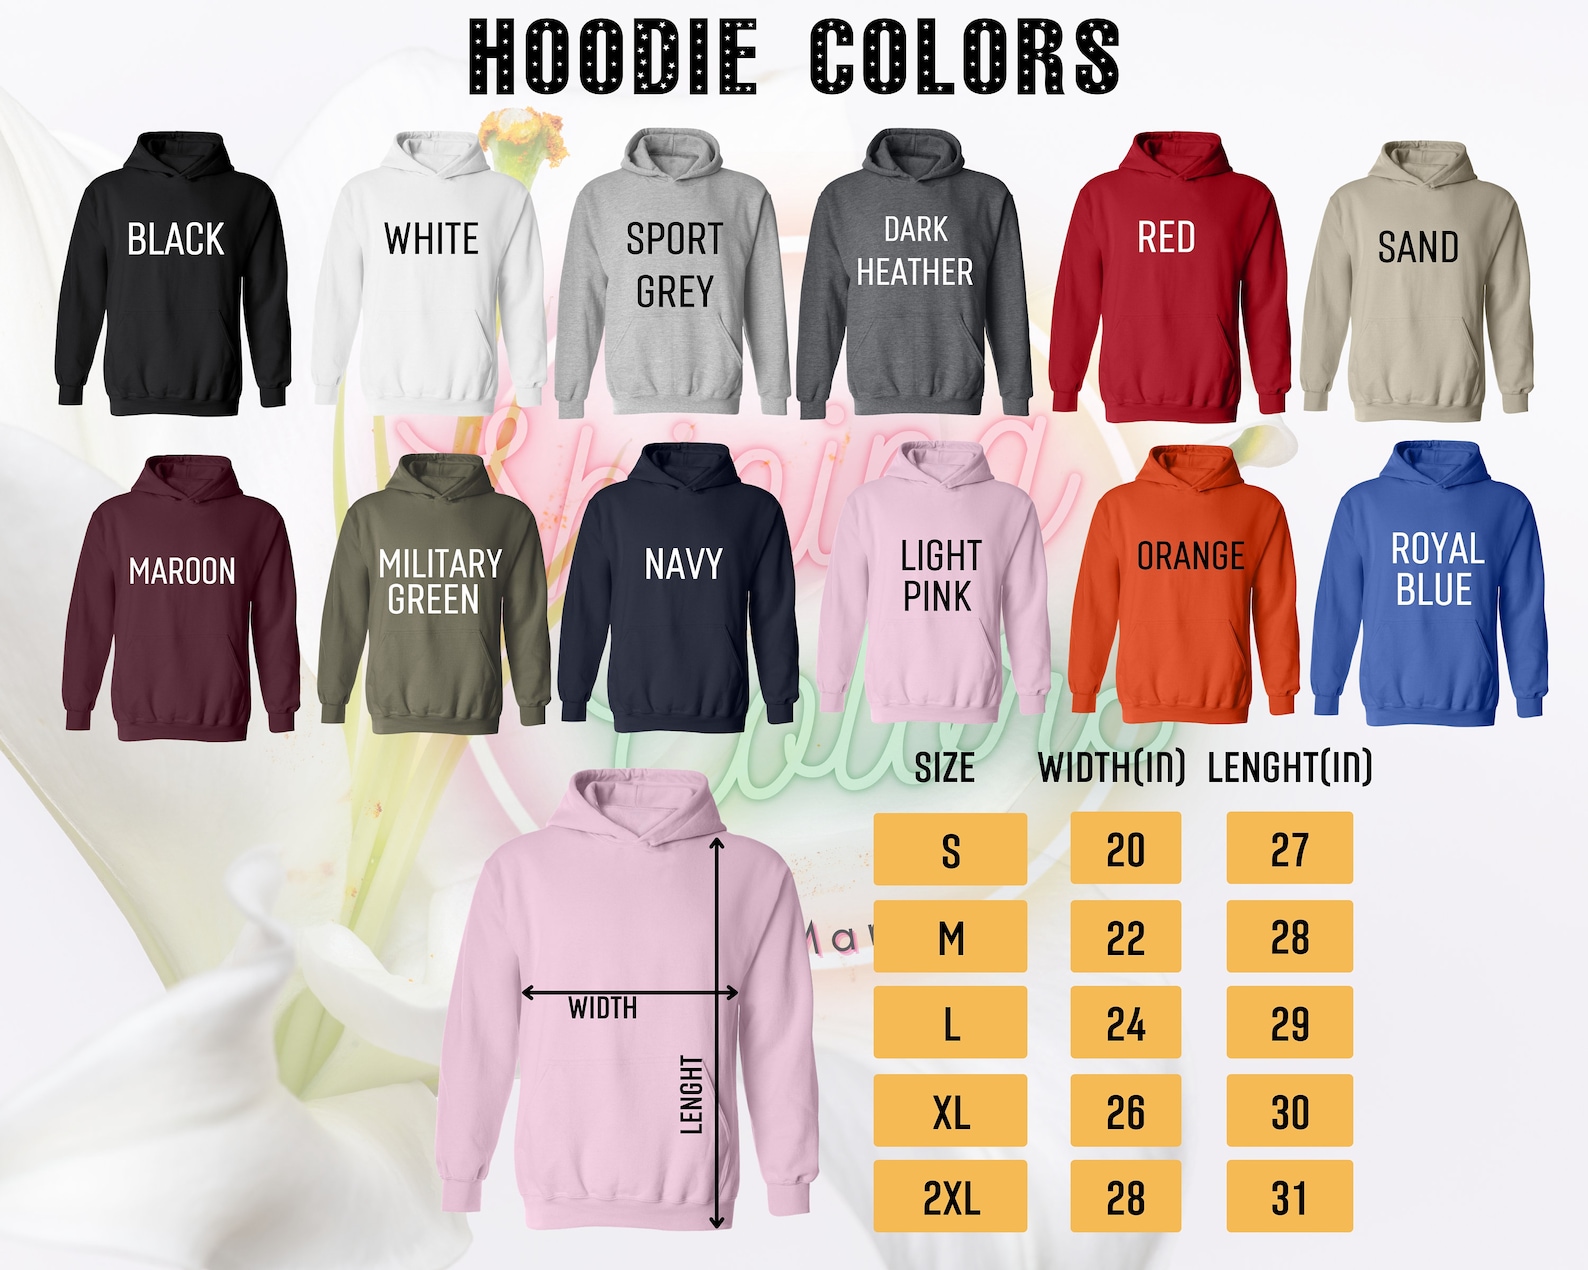 HOODIE COLORS
BLACK
WHITE
SPORT
GREY
DARK
HEATHER
RED
SAND
MAROON
MILITARY
GREEN
NAVY
LIGHT
PINK
ORANGE
ROYAL
BLUE
Shining
Colors
SIZE WIDTH(IN) LENGHT(IN)
S 20 27
M 22 28
L 24 29
XL 26 30
2XL 28 31
WIDTH
LENGHT